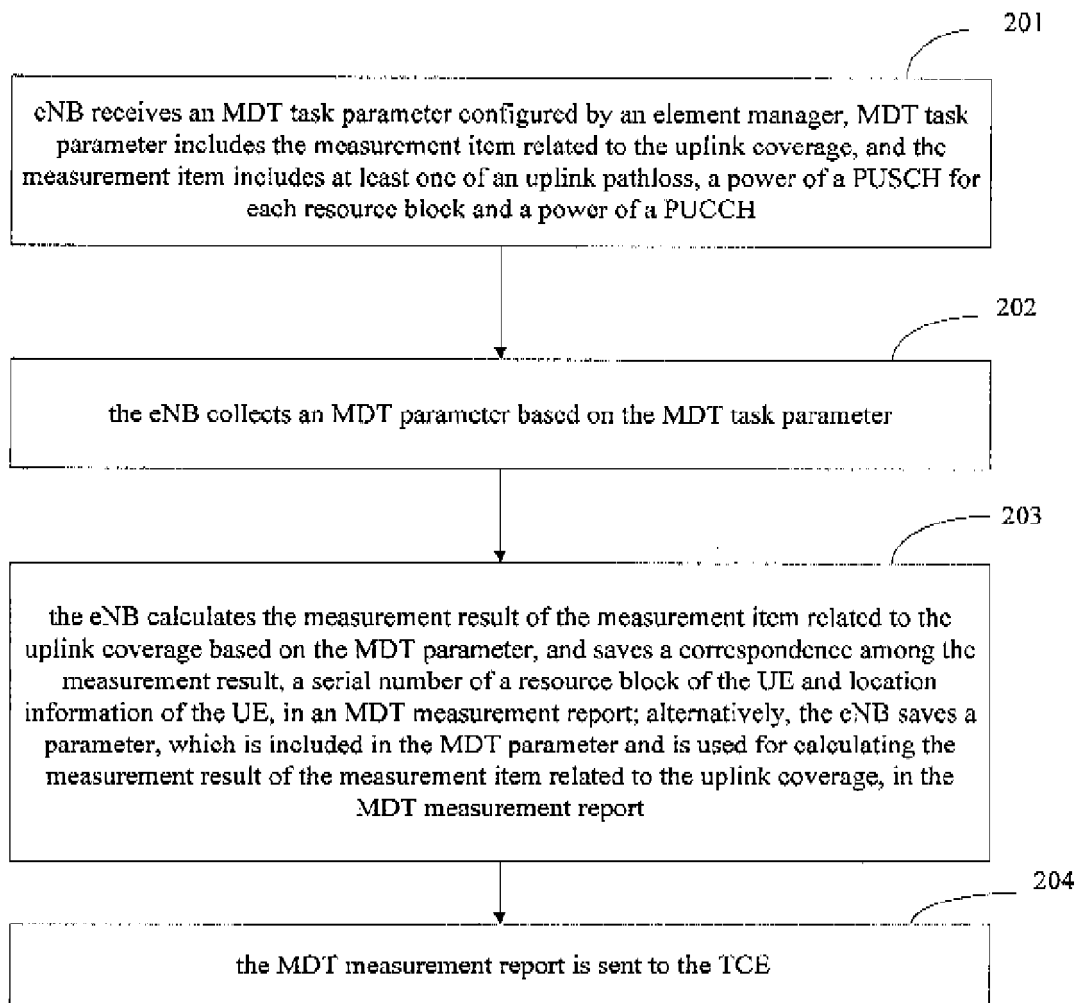 201
eNB receives an MDT task parameter configured by an element manager, MDT task
parameter includes the measurement item related to the uplink coverage, and the
measurement item includes at least one of an uplink pathloss, a power of a PUSCH for
each resource block and a power of a PUCCH
202
the eNB collects an MDT parameter based on the MDT task parameter
203
the eNB calculates the measurement result of the measurement item related to the
uplink coverage based on the MDT parameter, and saves a correspondence among the
measurement result, a serial number of a resource block of the UE and location
information of the UE, in an MDT measurement report; alternatively, the eNB saves a
parameter, which is included in the MDT parameter and is used for calculating the
measurement result of the measurement item related to the uplink coverage, in the
MDT measurement report
204
the MDT measurement report is sent to the TCE